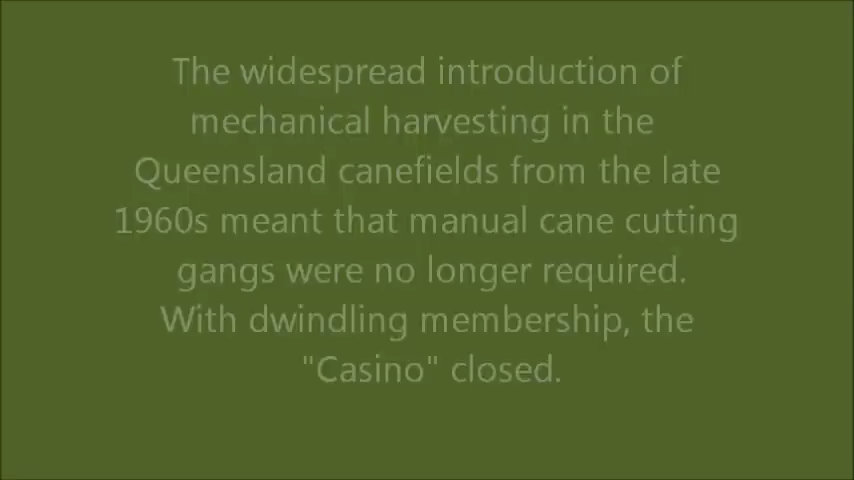 The widespread introduction of
mechanical harvesting in the
Queensland canefields from the late
1960s meant that manual cane cutting
gangs were no longer required.
With dwindling membership, the
"Casino" closed.